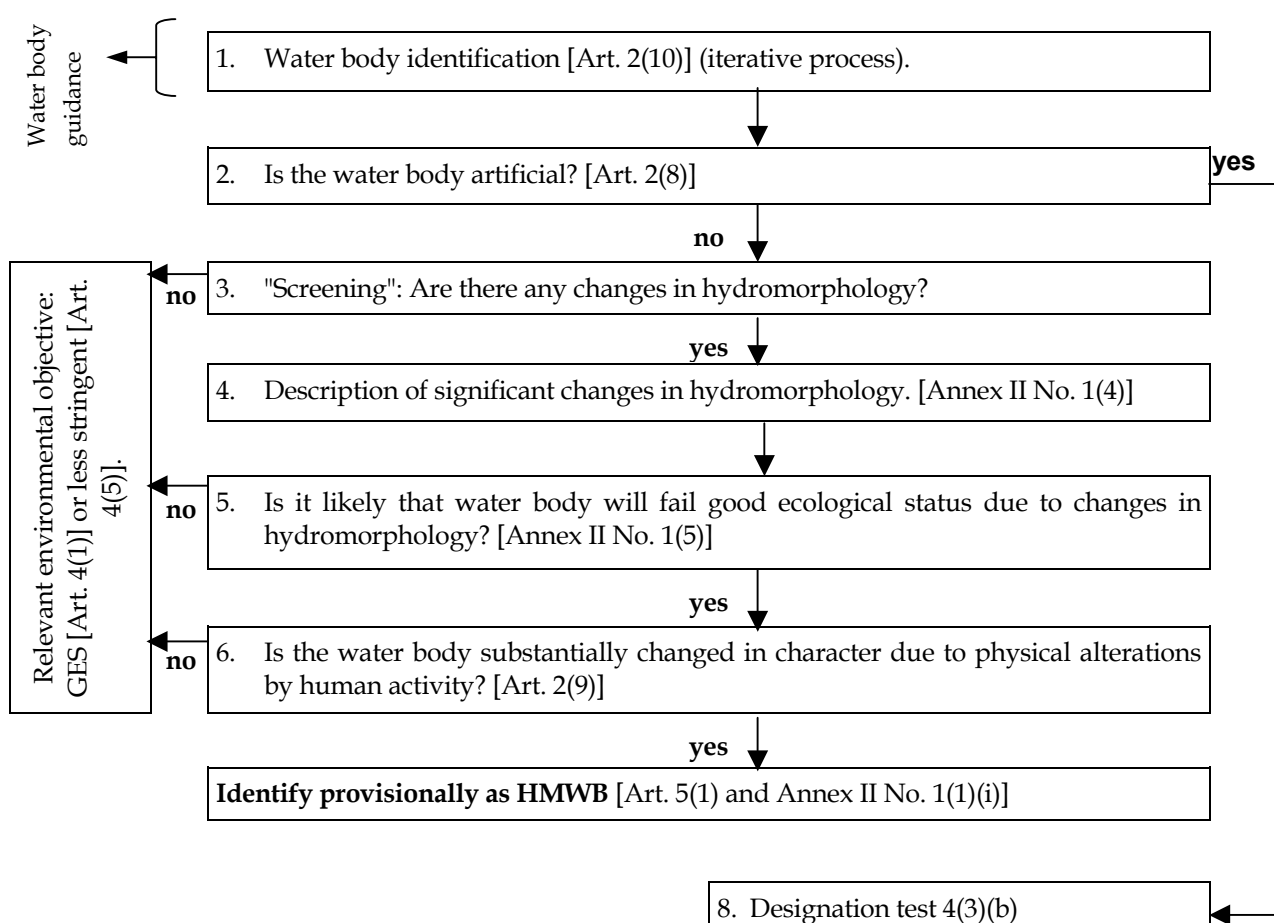 Water body
guidance
1. Water body identification [Art. 2(10)] (iterative process).
2. Is the water body artificial? [Art. 2(8)]
yes
no
3. "Screening": Are there any changes in hydromorphology?
no
yes
4. Description of significant changes in hydromorphology. [Annex II No. 1(4)]
Relevant environmental objective:
GES [Art. 4(1)] or less stringent [Art.
4(5)].
5. Is it likely that water body will fail good ecological status due to changes in
hydromorphology? [Annex II No. 1(5)]
no
yes
6. Is the water body substantially changed in character due to physical alterations
by human activity? [Art. 2(9)]
no
yes
Identify provisionally as HMWB [Art. 5(1) and Annex II No. 1(1)(i)]
8. Designation test 4(3)(b)